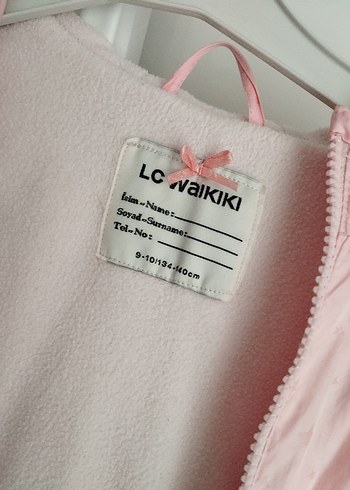 LC WAIKIKI
İsim-Name:
Soyad-Surname:
Tel-No:
9-10/134-140cm